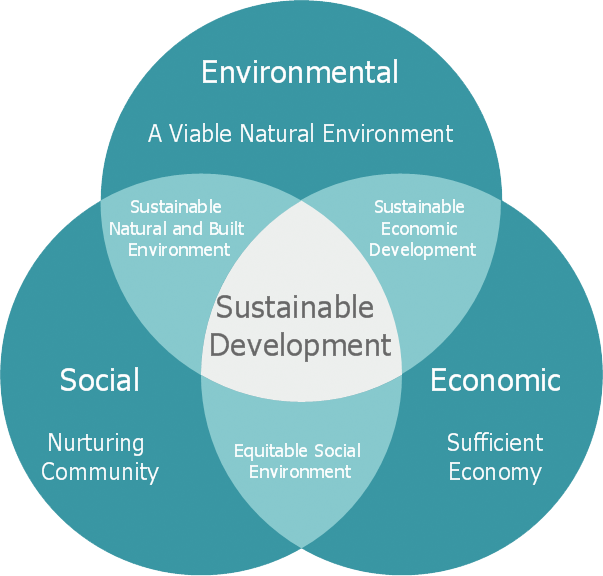 Environmental
A Viable Natural Environment
Sustainable
Natural and Built
Environment
Sustainable
Economic
Development
Sustainable
Development
Social
Nurturing
Community
Equitable Social
Environment
Economic
Sufficient
Economy